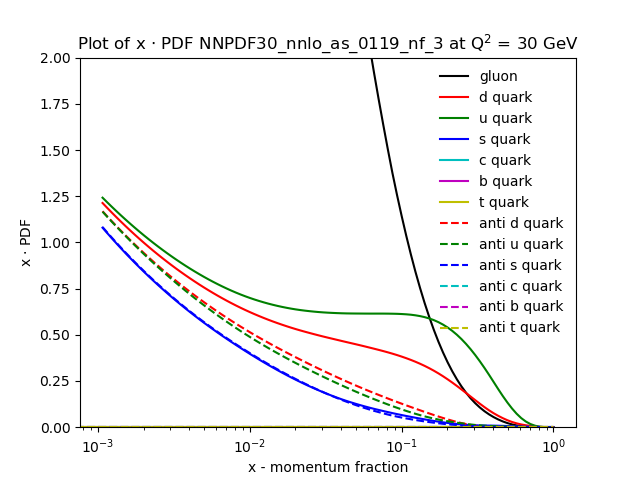 Plot of x · PDF NNPDF30_nnlo_as_0119_nf_3 at Q² = 30 GeV
2.00
1.75
1.50
1.25
1.00
0.75
0.50
0.25
0.00
x · PDF
gluon
d quark
u quark
s quark
c quark
b quark
t quark
anti d quark
anti u quark
anti s quark
anti c quark
anti b quark
anti t quark
10⁻³ 10⁻² 10⁻¹ 10⁰
x - momentum fraction